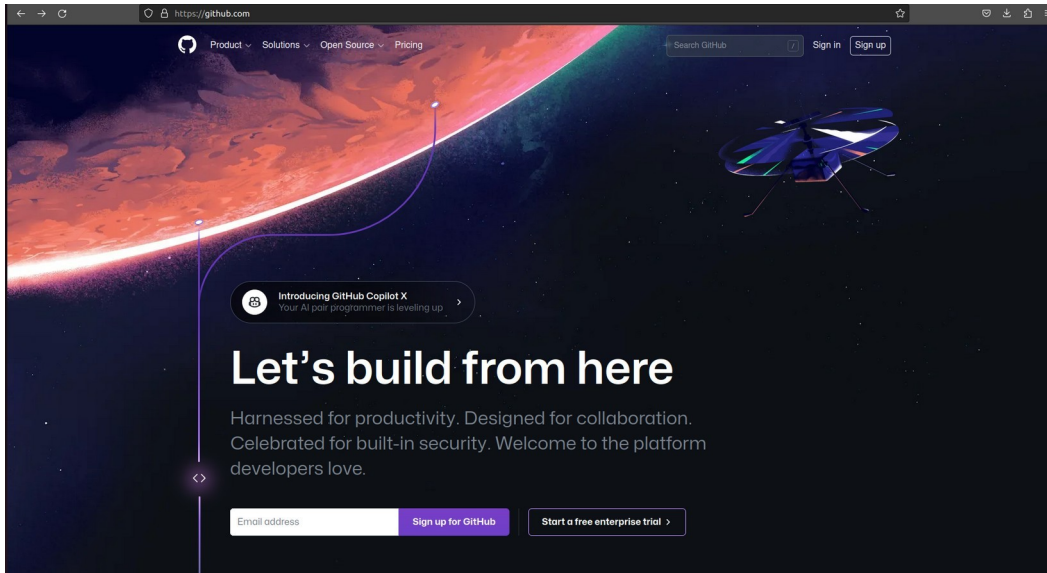 https://github.com
Product Solutions Open Source Pricing Search GitHub / Sign in Sign up
Introducing GitHub Copilot X
Your AI pair programmer is leveling up
Let's build from here
Harnessed for productivity. Designed for collaboration.
Celebrated for built-in security. Welcome to the platform
developers love.
Email address Sign up for GitHub Start a free enterprise trial